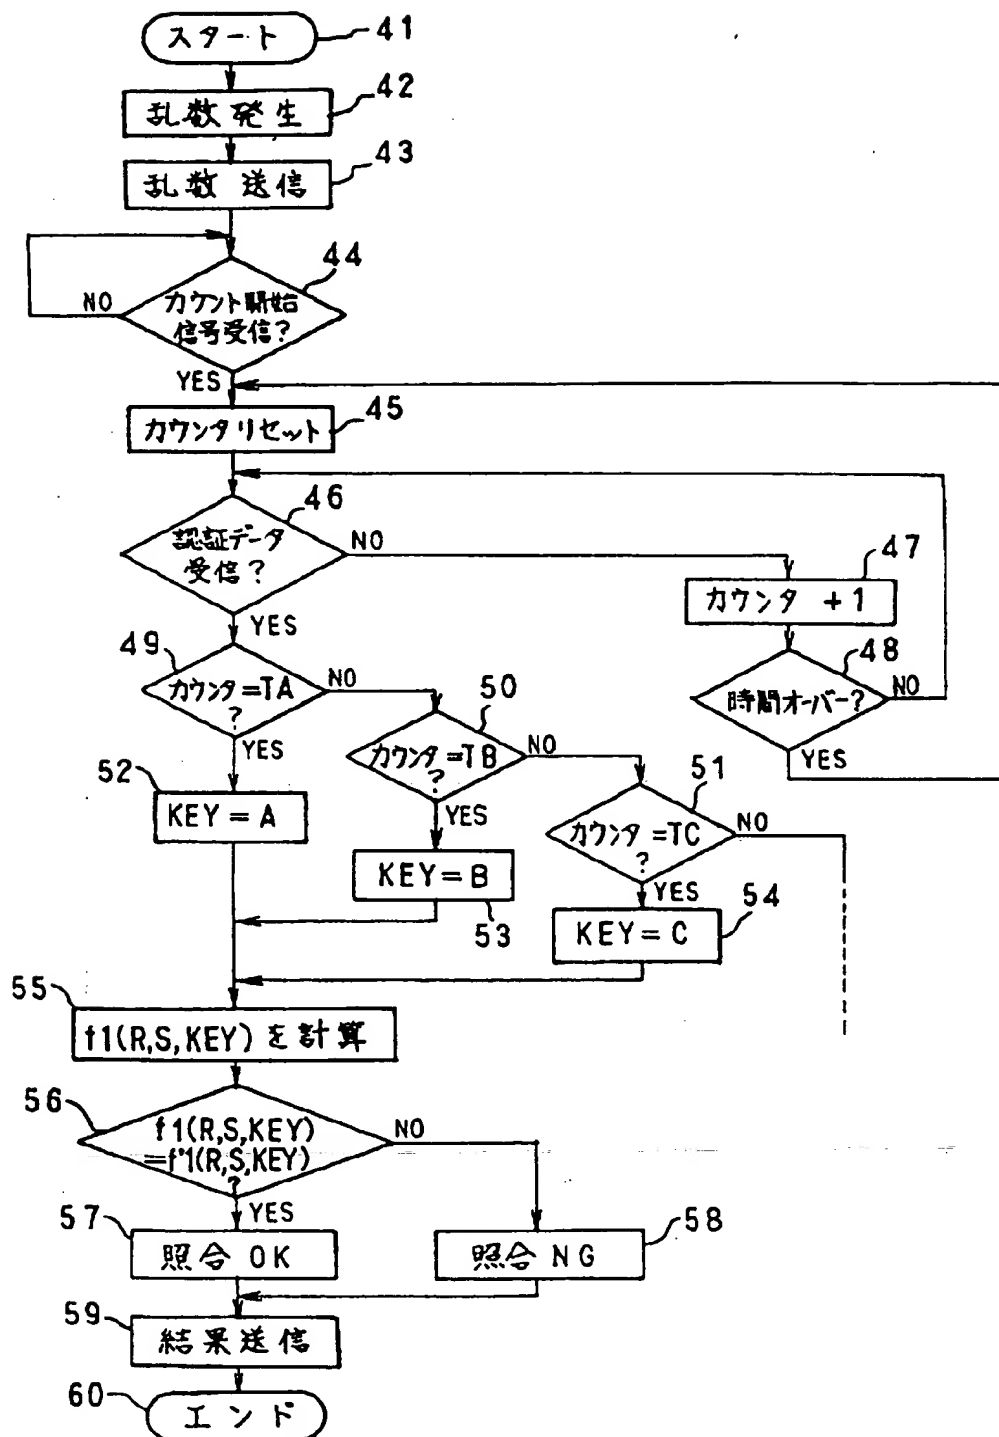 スタート
41
乱数発生
42
乱数 送信
43
44
カウント開始
信号受信?
NO
YES
カウンタリセット
45
46
認証データ
受信?
NO
YES
47
カウンタ +1
48
時間オーバー?
NO
YES
49
カウンタ=TA
?
NO
YES
50
カウンタ=TB
?
NO
YES
51
カウンタ=TC
?
NO
YES
52
KEY=A
KEY=B
53
54
KEY=C
55
f1(R,S,KEY)を計算
56
f1(R,S,KEY)
=f'1(R,S,KEY)
?
NO
YES
57
照合 OK
58
照合 NG
59
結果送信
60
エンド